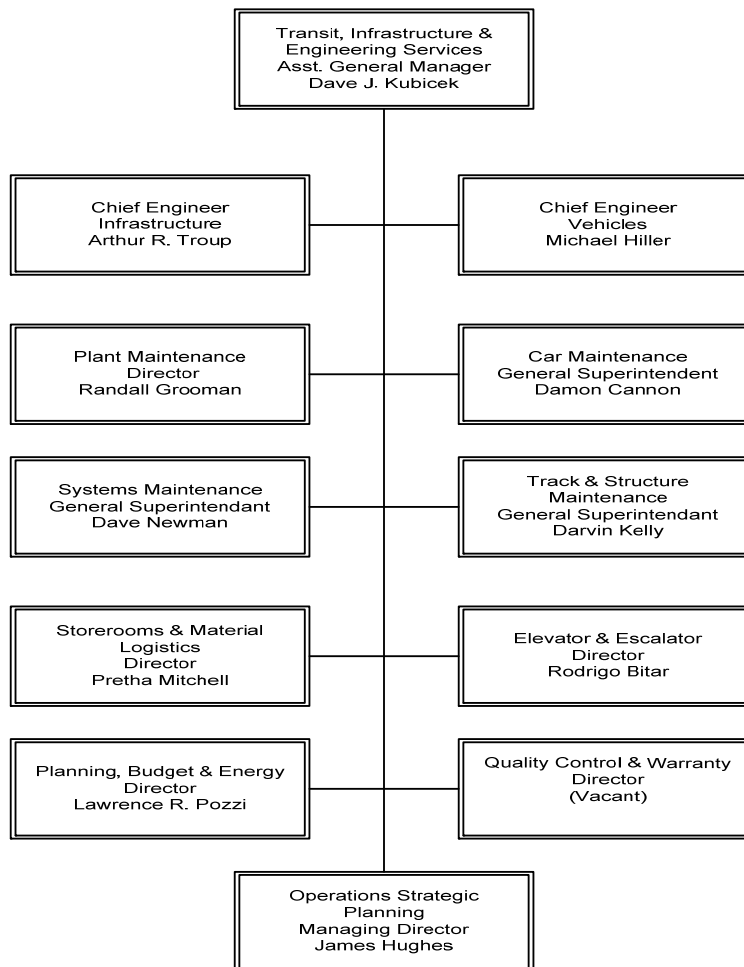 Transit, Infrastructure &
Engineering Services
Asst. General Manager
Dave J. Kubicek
Chief Engineer
Infrastructure
Arthur R. Troup
Chief Engineer
Vehicles
Michael Hiller
Plant Maintenance
Director
Randall Grooman
Car Maintenance
General Superintendent
Damon Cannon
Systems Maintenance
General Superintendant
Dave Newman
Track & Structure
Maintenance
General Superintendant
Darvin Kelly
Storerooms & Material
Logistics
Director
Pretha Mitchell
Elevator & Escalator
Director
Rodrigo Bitar
Planning, Budget & Energy
Director
Lawrence R. Pozzi
Quality Control & Warranty
Director
(Vacant)
Operations Strategic
Planning
Managing Director
James Hughes